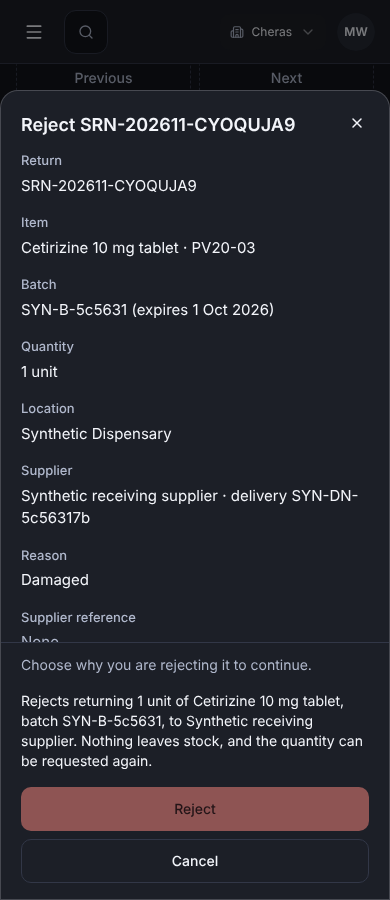 Cheras
MW
Previous
Next
Reject SRN-202611-CYOQUJA9
Return
SRN-202611-CYOQUJA9
Item
Cetirizine 10 mg tablet · PV20-03
Batch
SYN-B-5c5631 (expires 1 Oct 2026)
Quantity
1 unit
Location
Synthetic Dispensary
Supplier
Synthetic receiving supplier · delivery SYN-DN-
5c56317b
Reason
Damaged
Supplier reference
None
Choose why you are rejecting it to continue.
Rejects returning 1 unit of Cetirizine 10 mg tablet,
batch SYN-B-5c5631, to Synthetic receiving
supplier. Nothing leaves stock, and the quantity can
be requested again.
Reject
Cancel